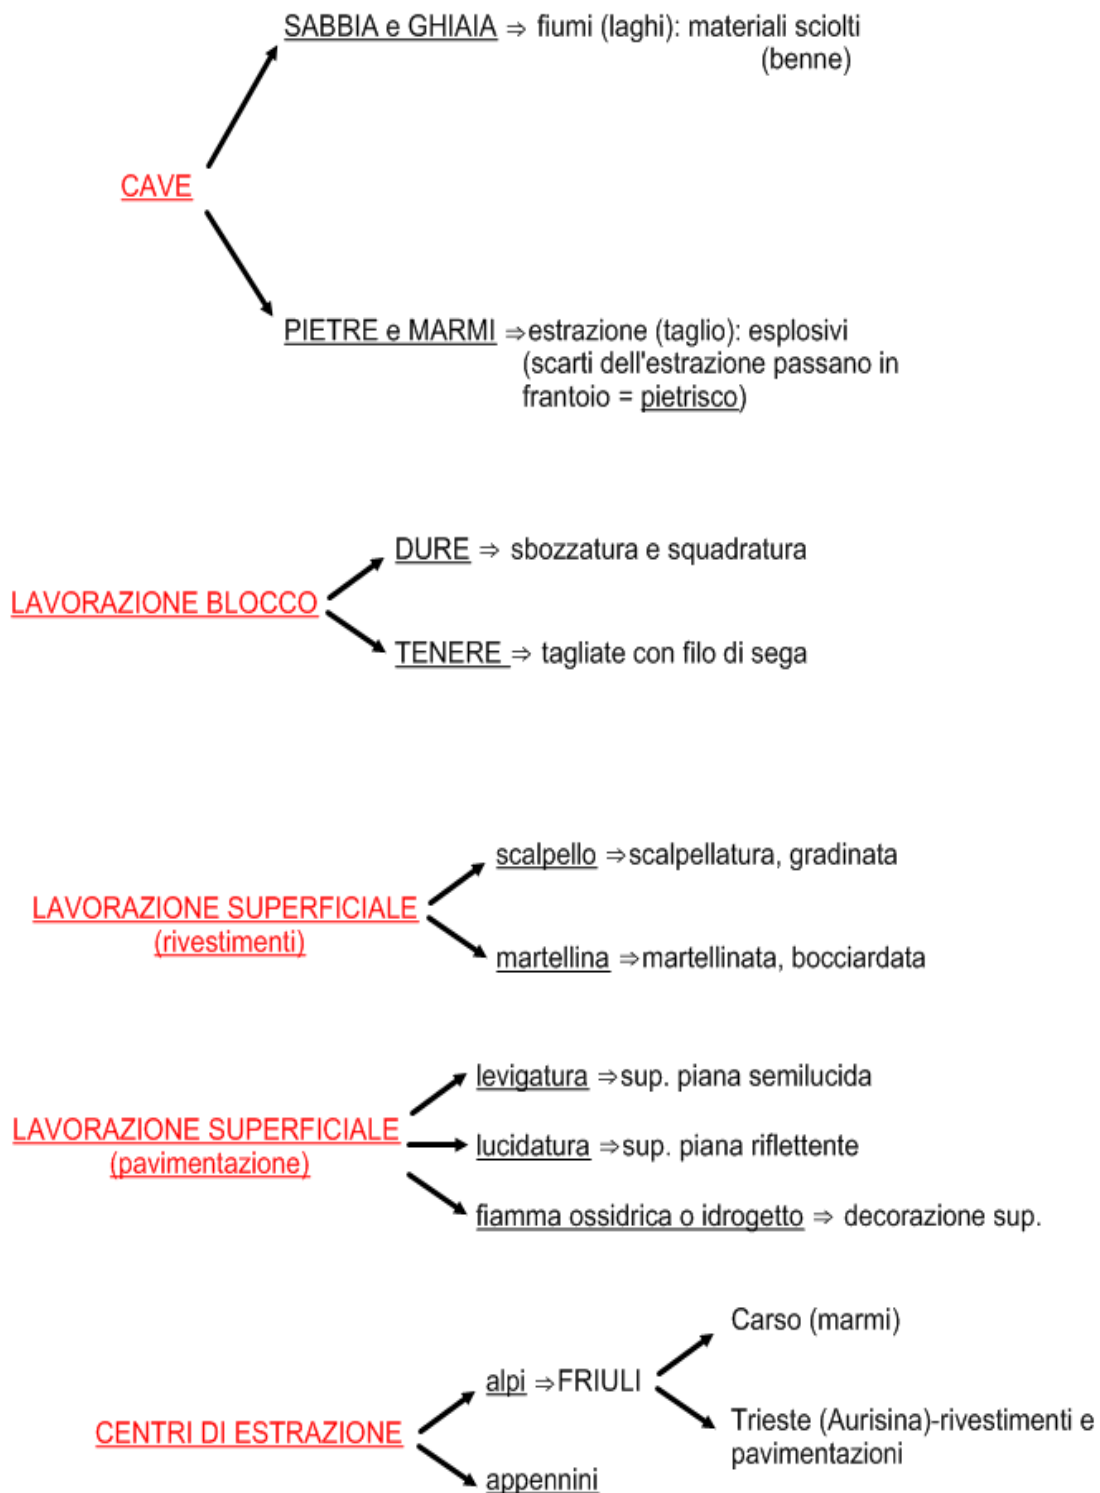 SABBIA e GHIAIA ⇒ fiumi (laghi): materiali sciolti
(benne)
CAVE
PIETRE e MARMI ⇒estrazione (taglio): esplosivi
(scarti dell'estrazione passano in
frantoio = pietrisco)
DURE ⇒ sbozzatura e squadratura
LAVORAZIONE BLOCCO
TENERE ⇒ tagliate con filo di sega
scalpello ⇒scalpellatura, gradinata
LAVORAZIONE SUPERFICIALE
(rivestimenti)
martellina ⇒martellinata, bocciardata
levigatura ⇒sup. piana semilucida
LAVORAZIONE SUPERFICIALE
(pavimentazione)
lucidatura ⇒sup. piana riflettente
fiamma ossidrica o idrogetto ⇒ decorazione sup.
Carso (marmi)
alpi ⇒FRIULI
CENTRI DI ESTRAZIONE
Trieste (Aurisina)-rivestimenti e
pavimentazioni
appennini